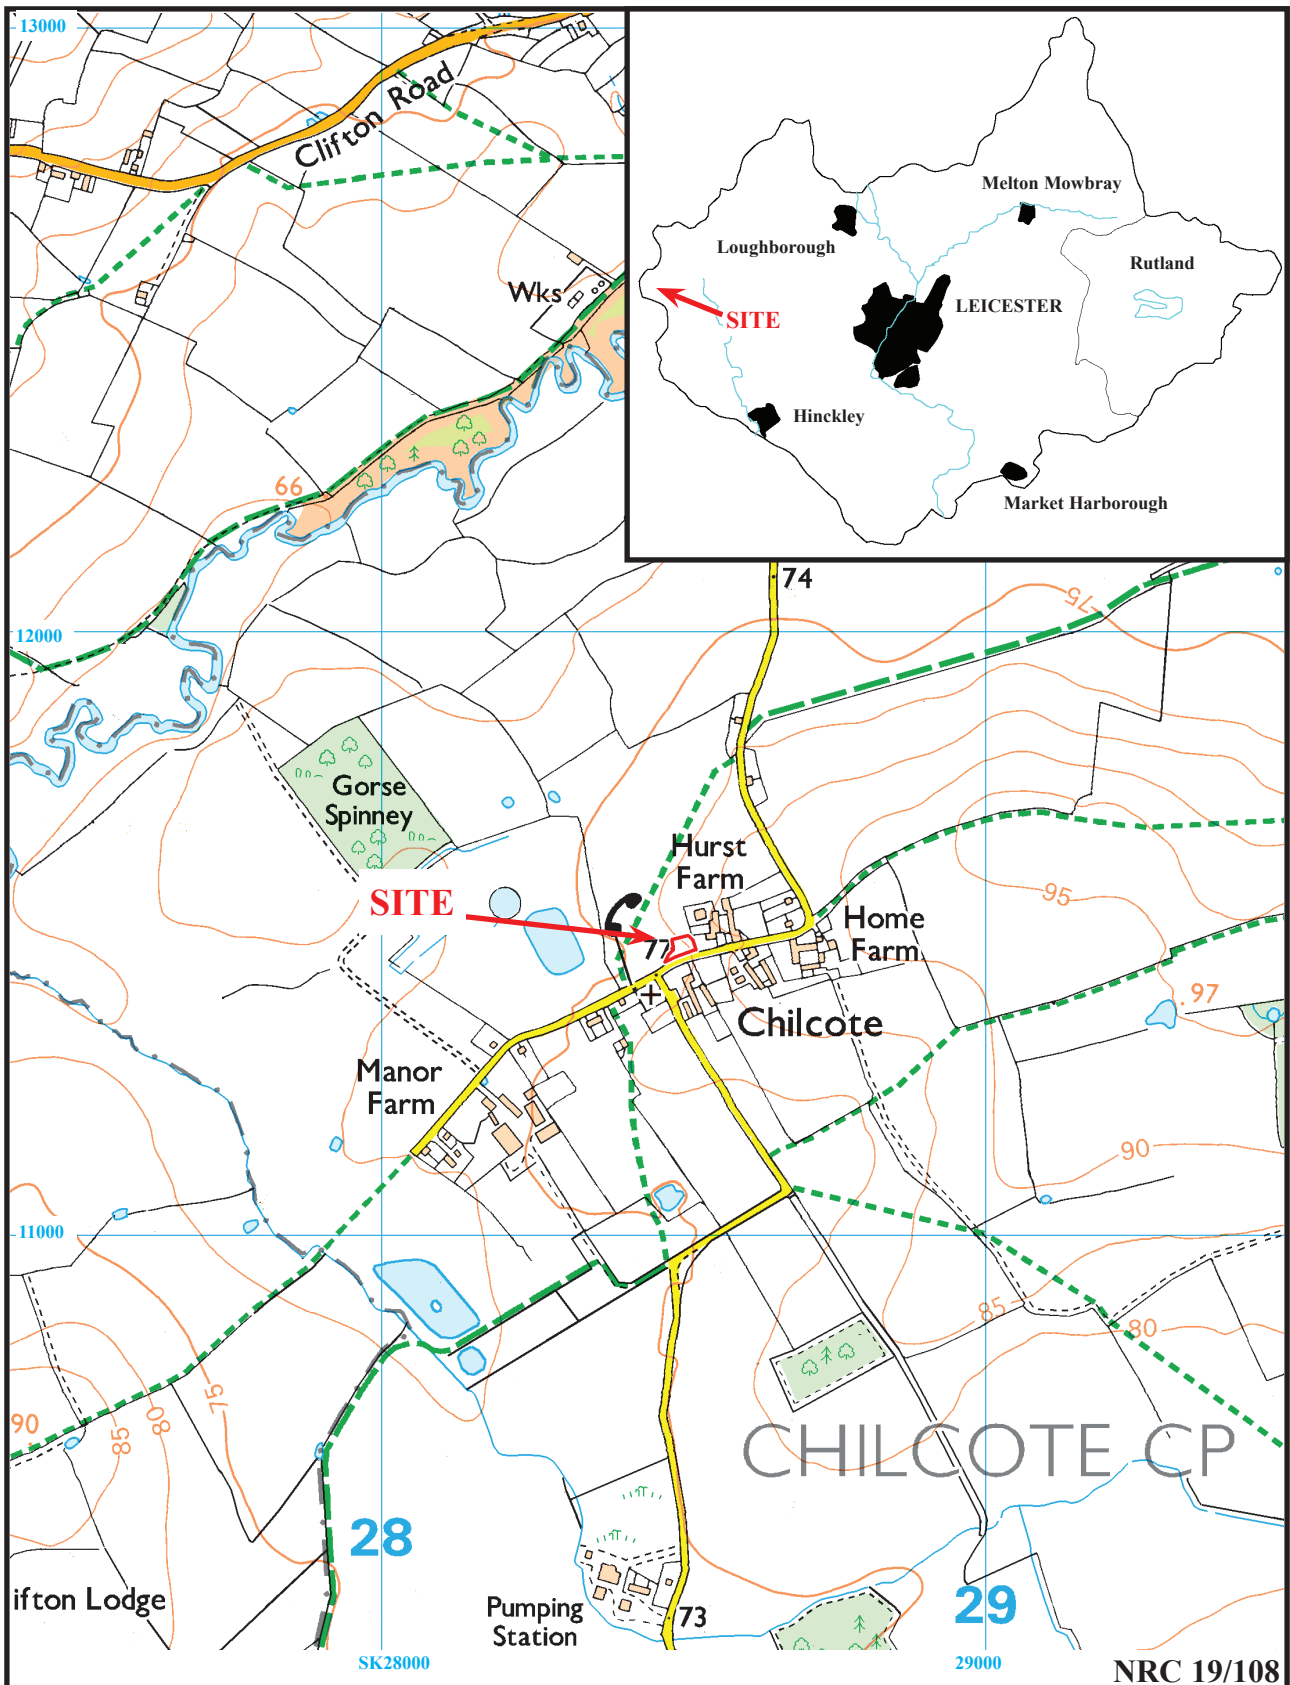 13000
Clifton Road
Wks
66
12000
Melton Mowbray
Loughborough
Rutland
LEICESTER
SITE
Hinckley
Market Harborough
74
75
Gorse
Spinney
Hurst
Farm
SITE
77
Home
Farm
95
97
Chilcote
Manor
Farm
90
11000
85
80
75
80
85
90
CHILCOTE CP
28
29
ifton Lodge
Pumping
Station
73
SK28000
29000
NRC 19/108